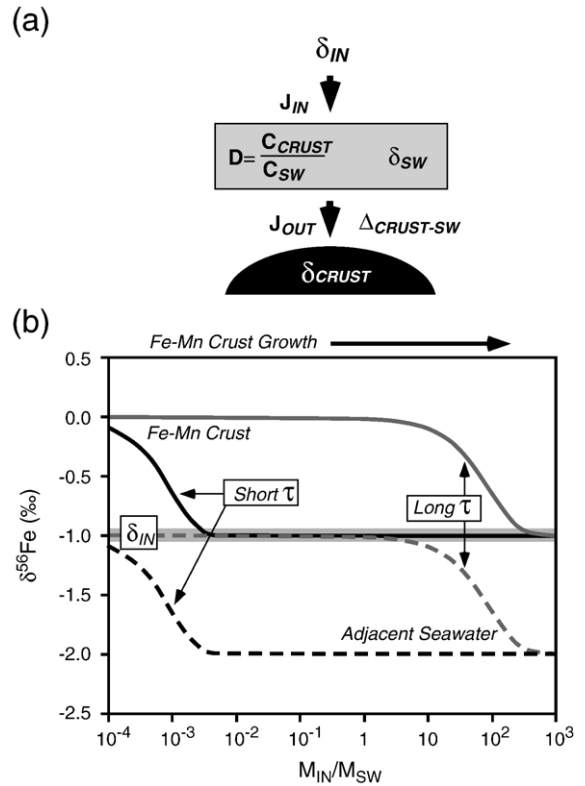 (a)
δIN
JIN
D= CCRUST
CSW
δSW
JOUT ΔCRUST-SW
δCRUST
(b)
Fe-Mn Crust Growth
0.5
0.0
-0.5
-1.0
-1.5
-2.0
-2.5
δ56Fe (‰)
Fe-Mn Crust
Short τ
Long τ
δIN
Adjacent Seawater
10-4 10-3 10-2 10-1 1 10 102 103
MIN/MSW